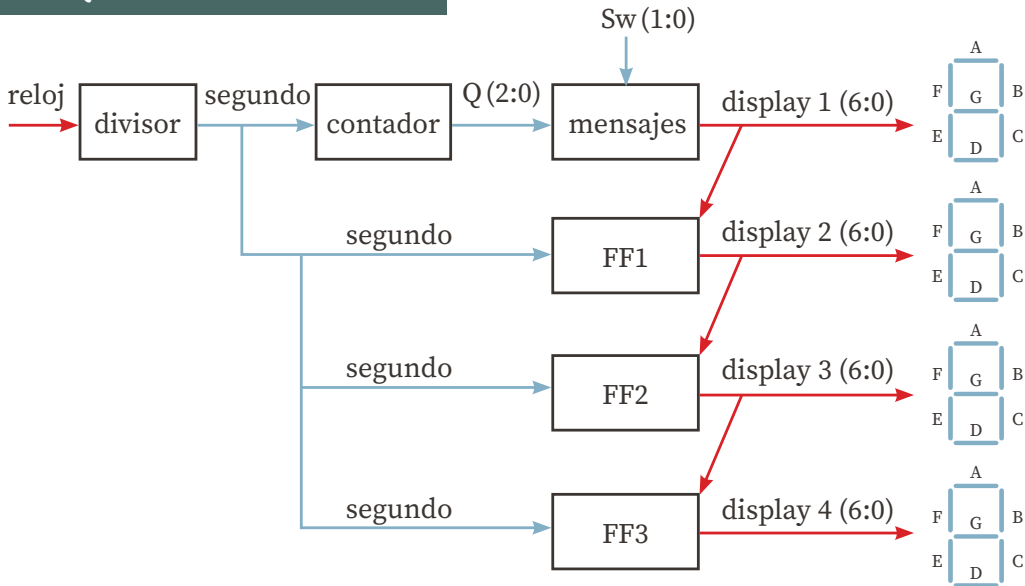 Sw (1:0)
reloj
divisor
segundo
contador
Q (2:0)
mensajes
display 1 (6:0)
A
F
G
B
E
D
C
segundo
FF1
display 2 (6:0)
A
F
G
B
E
D
C
segundo
FF2
display 3 (6:0)
A
F
G
B
E
D
C
segundo
FF3
display 4 (6:0)
A
F
G
B
E
D
C